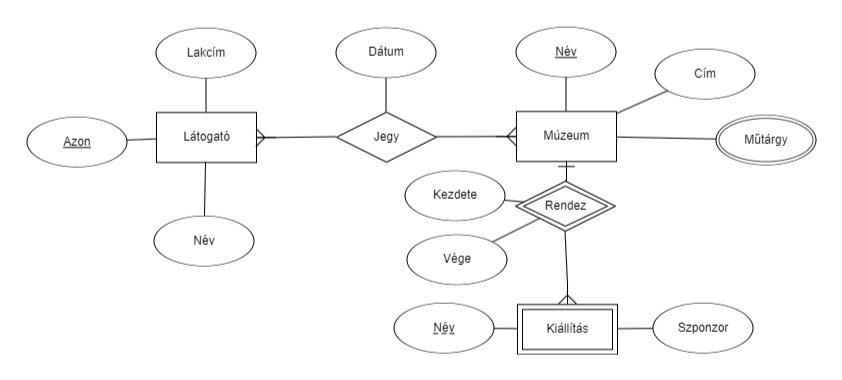 Lakcím
Dátum
Név
Cím
Azon
Látogató
Jegy
Múzeum
Műtárgy
Kezdete
Rendez
Név
Vége
Név
Kiállítás
Szponzor